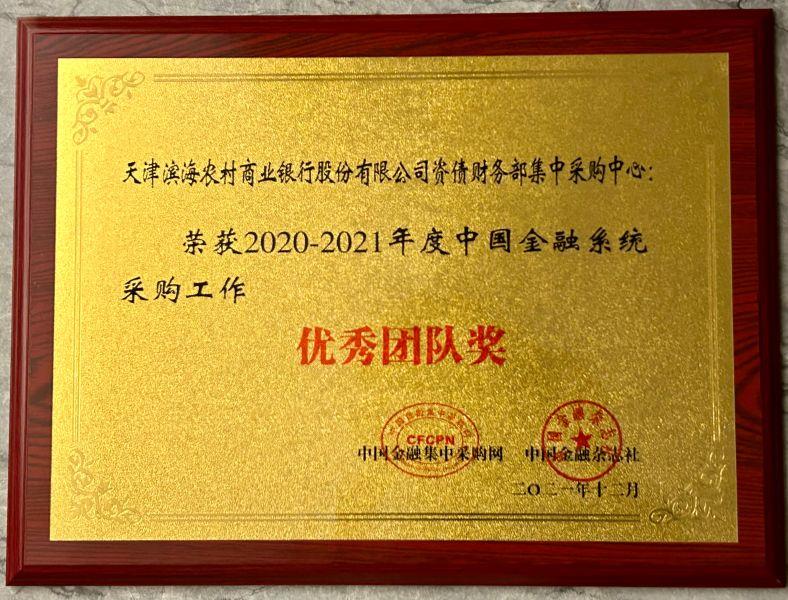 天津滨海农村商业银行股份有限公司资债财务部集中采购中心：
荣获2020-2021年度中国金融系统
采购工作
优秀团队奖
CFCPN
中国金融集中采购网 中国金融杂志社
二〇二一年十二月